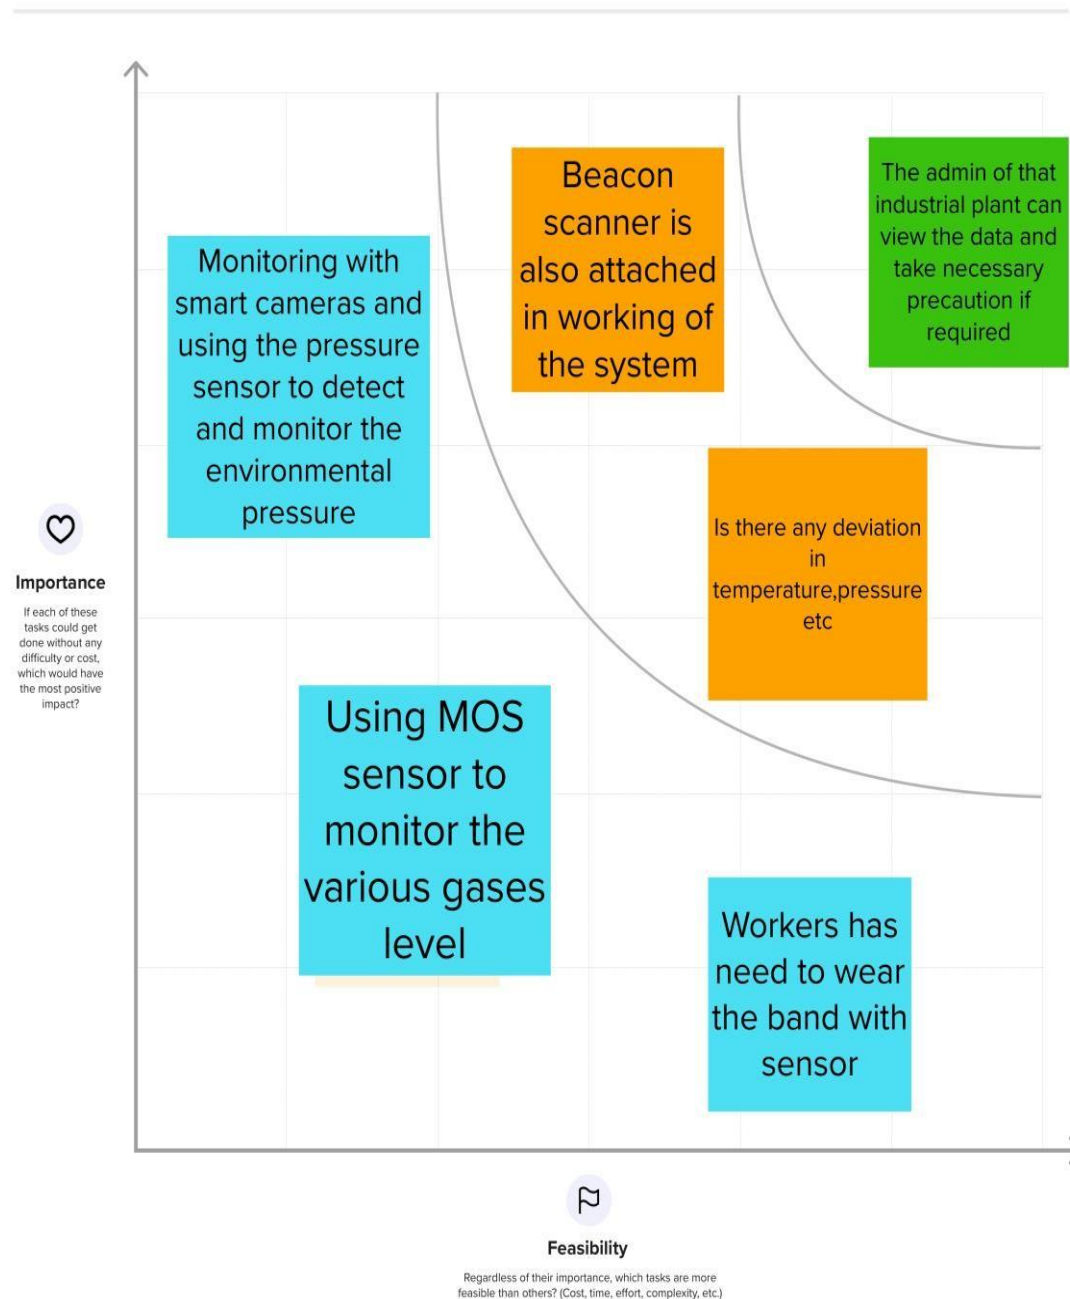 Beacon
scanner is
also attached
in working of
the system
The admin of that
industrial plant can
view the data and
take necessary
precaution if
required
Monitoring with
smart cameras and
using the pressure
sensor to detect
and monitor the
environmental
pressure
Is there any deviation
in
temperature,pressure
etc
Importance
If each of these
tasks could get
done without any
difficulty or cost,
which would have
the most positive
impact?
Using MOS
sensor to
monitor the
various gases
level
Workers has
need to wear
the band with
sensor
Feasibility
Regardless of their importance, which tasks are more
feasible than others? (Cost, time, effort, complexity, etc.)